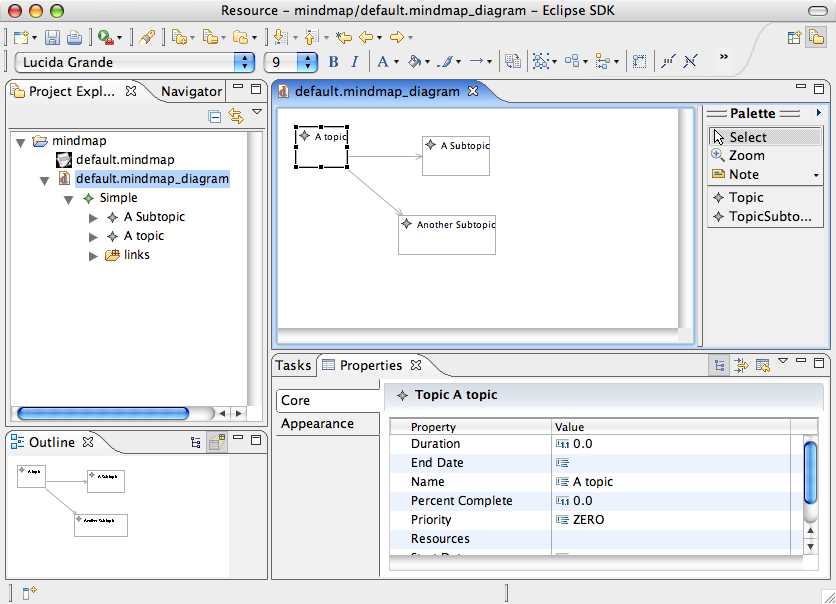 Resource – mindmap/default.mindmap_diagram – Eclipse SDK
Lucida Grande
9
B I A
»
Project Expl...
Navigator
mindmap
default.mindmap
default.mindmap_diagram
Simple
A Subtopic
A topic
links
default.mindmap_diagram
A topic
A Subtopic
Another Subtopic
Palette
Select
Zoom
Note
Topic
TopicSubto...
Outline
A topic
A Subtopic
Another Subtopic
Tasks
Properties
Core
Appearance
Topic A topic
Property Value
Duration 0.0
End Date
Name A topic
Percent Complete 0.0
Priority ZERO
Resources